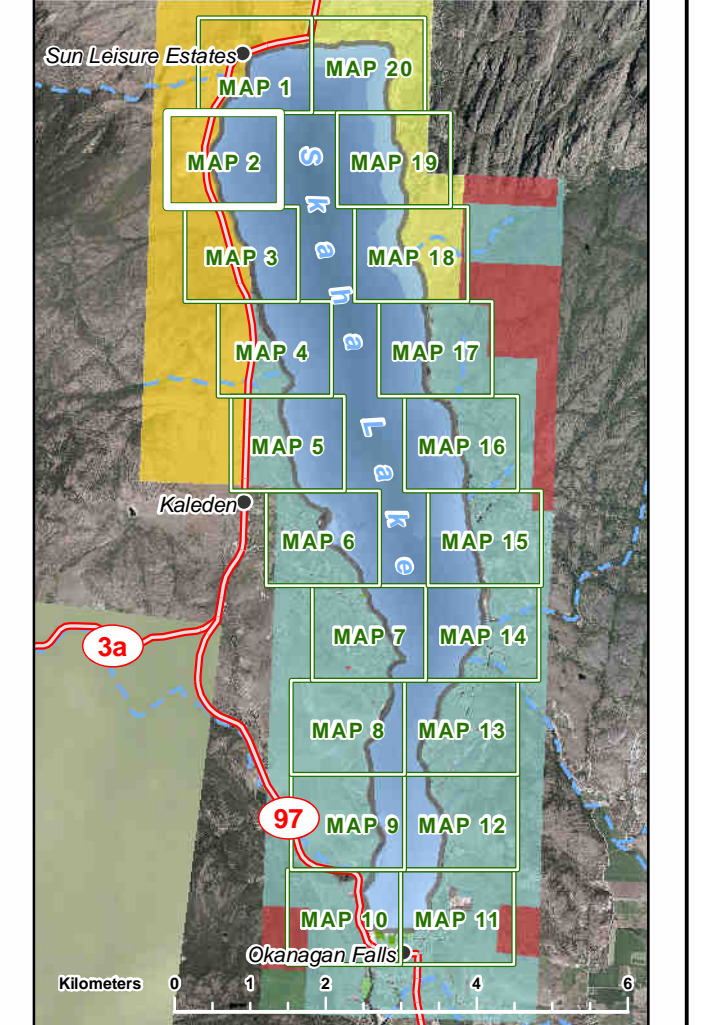 Sun Leisure Estates
MAP 1
MAP 20
MAP 2
MAP 19
MAP 3
MAP 18
MAP 4
MAP 17
MAP 5
MAP 16
Skaha Lake
Kaleden
MAP 6
MAP 15
MAP 7
MAP 14
3a
MAP 8
MAP 13
97
MAP 9
MAP 12
MAP 10
MAP 11
Okanagan Falls
Kilometers 0 1 2 4 6